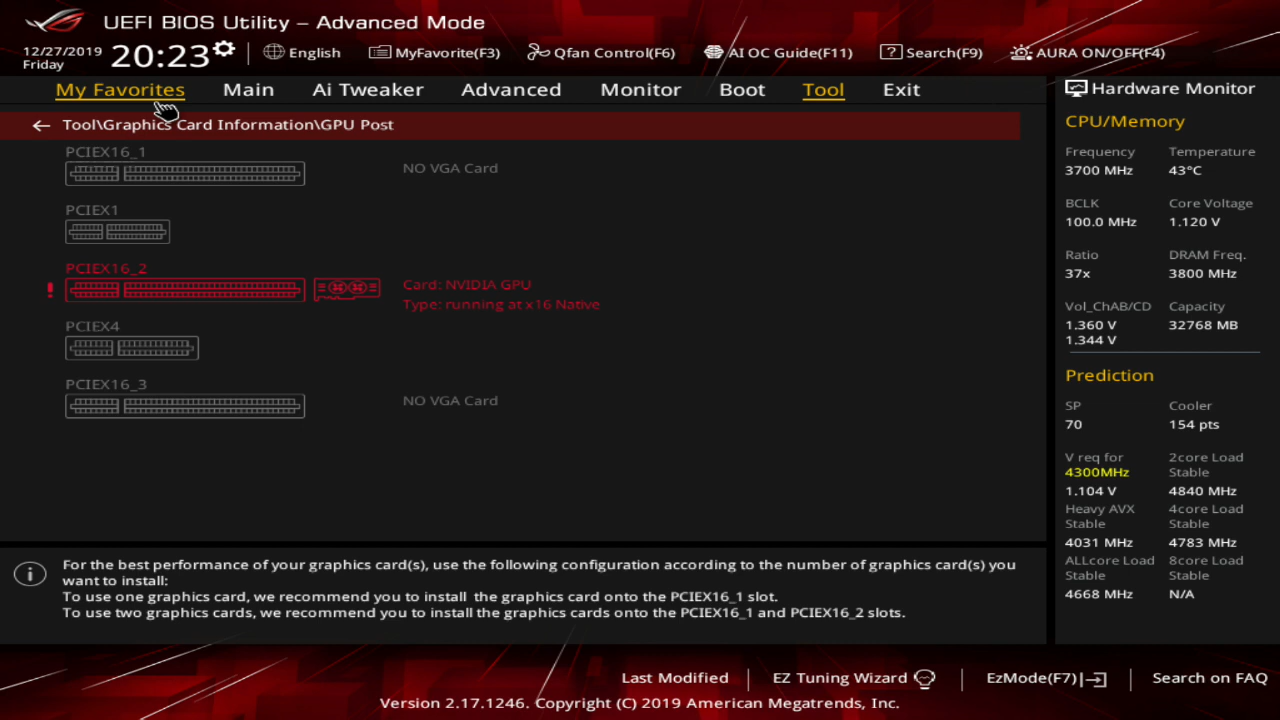 UEFI BIOS Utility – Advanced Mode
12/27/2019
Friday
20:23
English
MyFavorite(F3)
Qfan Control(F6)
AI OC Guide(F11)
Search(F9)
AURA ON/OFF(F4)
My Favorites
Main
Ai Tweaker
Advanced
Monitor
Boot
Tool
Exit
Tool\Graphics Card Information\GPU Post
PCIEX16_1
NO VGA Card
PCIEX1
PCIEX16_2
Card: NVIDIA GPU
Type: running at x16 Native
PCIEX4
PCIEX16_3
NO VGA Card
For the best performance of your graphics card(s), use the following configuration according to the number of graphics card(s) you
want to install:
To use one graphics card, we recommend you to install the graphics card onto the PCIEX16_1 slot.
To use two graphics cards, we recommend you to install the graphics cards onto the PCIEX16_1 and PCIEX16_2 slots.
Hardware Monitor
CPU/Memory
Frequency
3700 MHz
Temperature
43°C
BCLK
100.0 MHz
Core Voltage
1.120 V
Ratio
37x
DRAM Freq.
3800 MHz
Vol_ChAB/CD
1.360 V
1.344 V
Capacity
32768 MB
Prediction
SP
70
Cooler
154 pts
V req for
4300MHz
1.104 V
2core Load
Stable
4840 MHz
Heavy AVX
Stable
4031 MHz
4core Load
Stable
4783 MHz
ALLcore Load
Stable
4668 MHz
8core Load
Stable
N/A
Last Modified
EZ Tuning Wizard
EzMode(F7)
Search on FAQ
Version 2.17.1246. Copyright (C) 2019 American Megatrends, Inc.